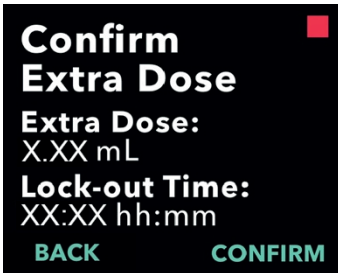 Confirm
Extra Dose
Extra Dose:
X.XX mL
Lock-out Time:
XX:XX hh:mm
BACK CONFIRM